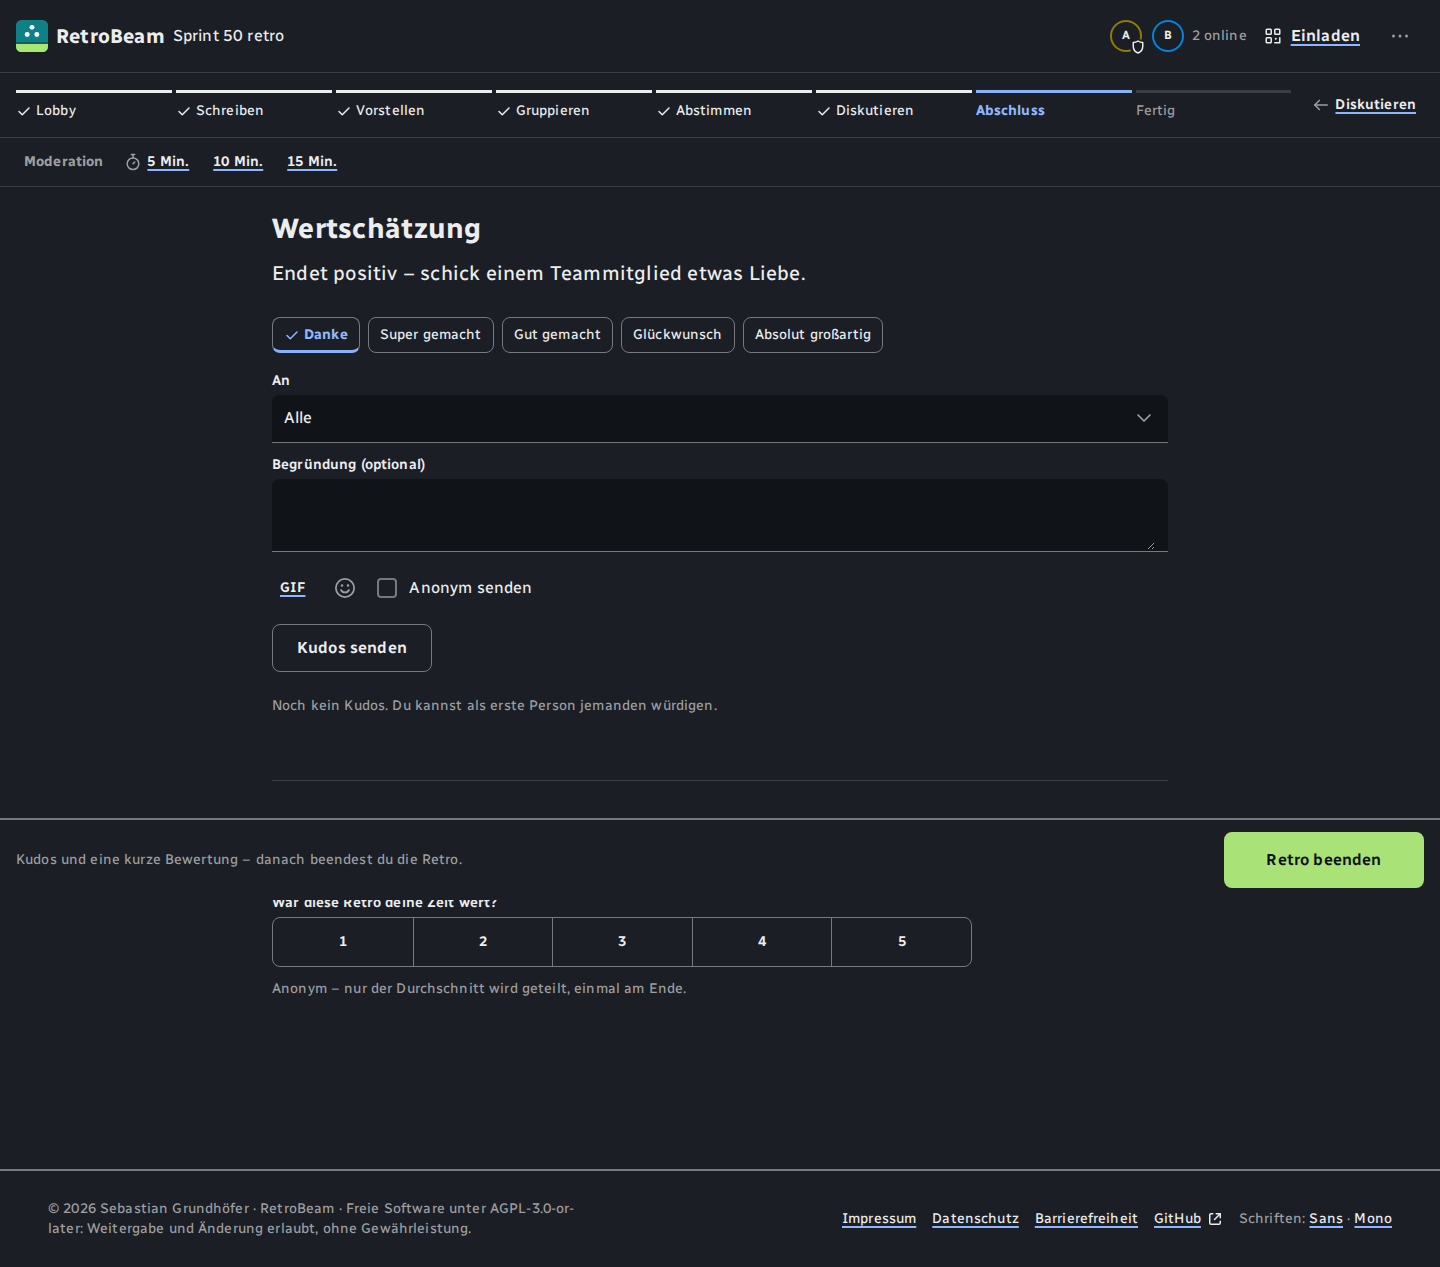 RetroBeam Sprint 50 retro
A B 2 online Einladen
Lobby Schreiben Vorstellen Gruppieren Abstimmen Diskutieren Abschluss Fertig Diskutieren
Moderation 5 Min. 10 Min. 15 Min.
Wertschätzung
Endet positiv – schick einem Teammitglied etwas Liebe.
Danke Super gemacht Gut gemacht Glückwunsch Absolut großartig
An
Alle
Begründung (optional)
GIF Anonym senden
Kudos senden
Noch kein Kudos. Du kannst als erste Person jemanden würdigen.
Kudos und eine kurze Bewertung – danach beendest du die Retro. Retro beenden
War diese Retro deine Zeit wert?
1 2 3 4 5
Anonym – nur der Durchschnitt wird geteilt, einmal am Ende.
© 2026 Sebastian Grundhöfer · RetroBeam · Freie Software unter AGPL-3.0-or-
later: Weitergabe und Änderung erlaubt, ohne Gewährleistung.
Impressum Datenschutz Barrierefreiheit GitHub Schriften: Sans · Mono